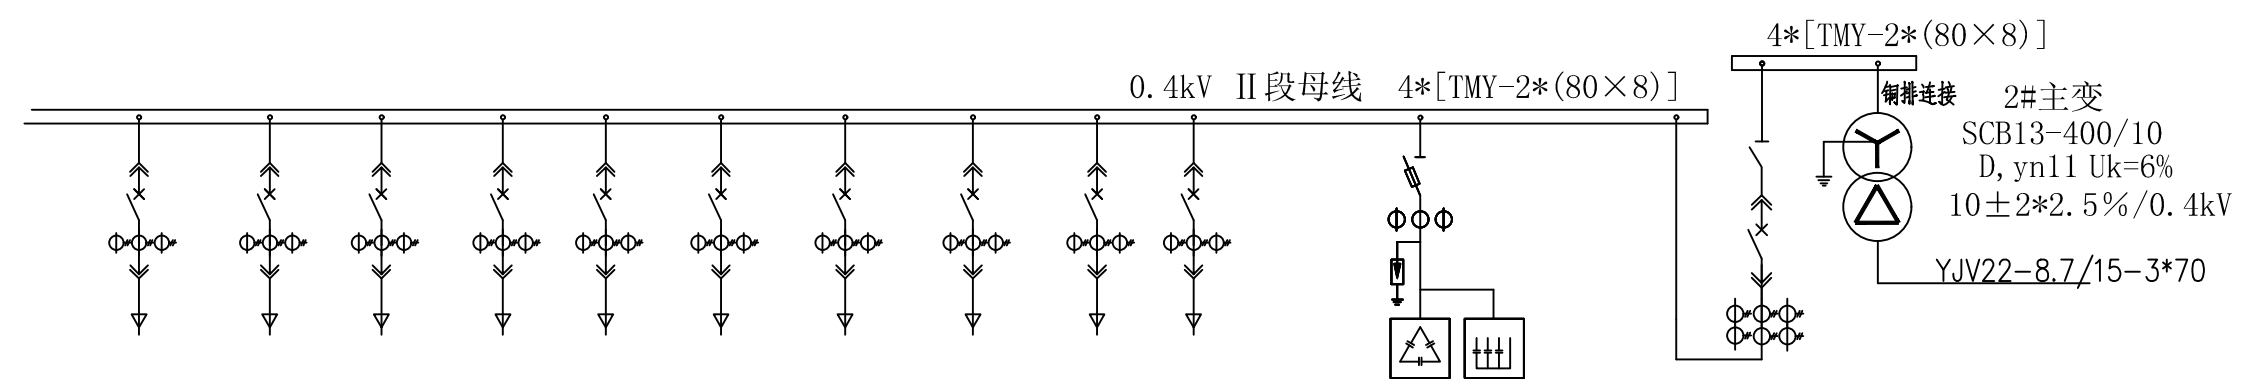 4*[TMY-2*(80×8)]
0.4kV Ⅱ段母线 4*[TMY-2*(80×8)]
铜排连接
2#主变
SCB13-400/10
D,yn11 Uk=6%
10±2*2.5%/0.4kV
YJV22-8.7/15-3*70